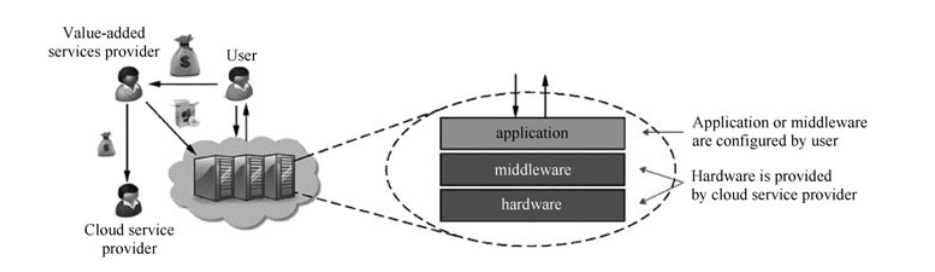 Value-added
services provider
$
User
$
Cloud service
provider
application
middleware
hardware
Application or middleware
are configured by user
Hardware is provided
by cloud service provider